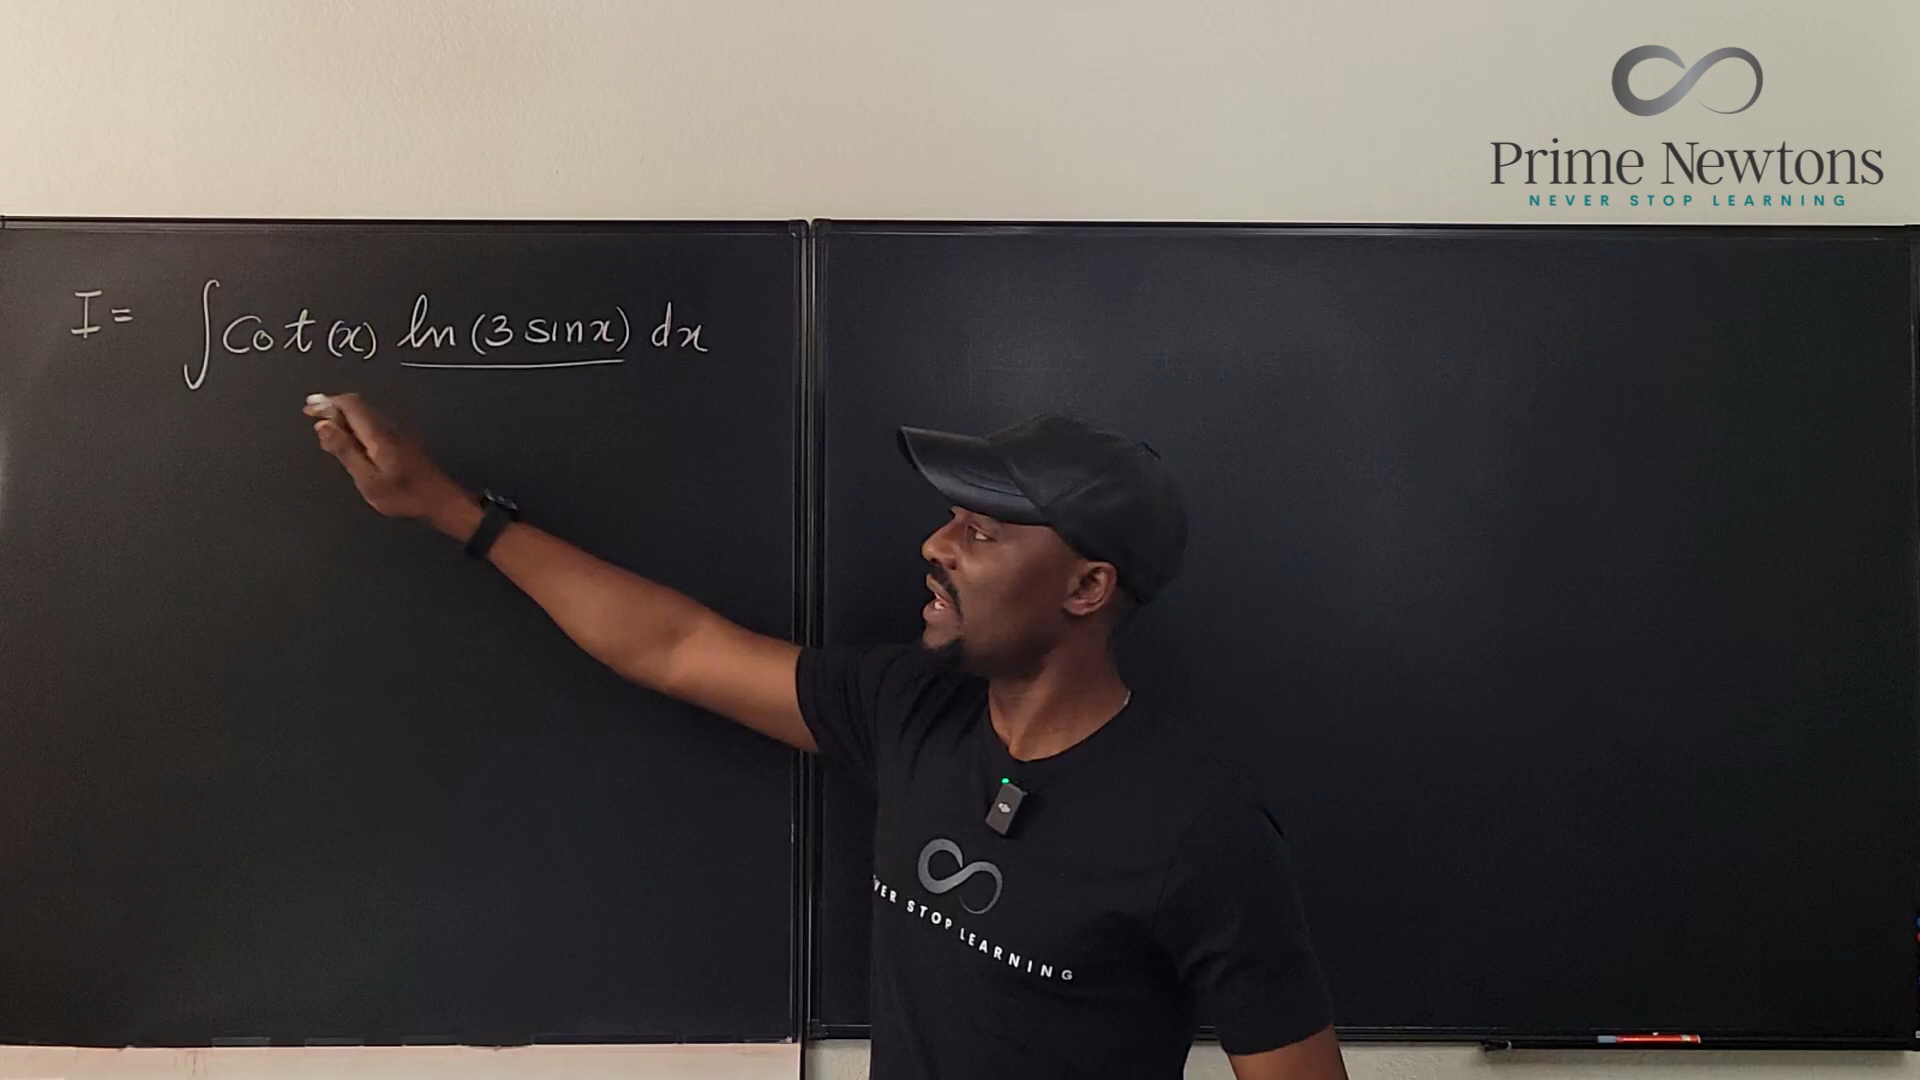 Prime Newtons
NEVER STOP LEARNING
I = ∫ Cot(x) ln(3 sinx) dx
VER STOP LEARNING